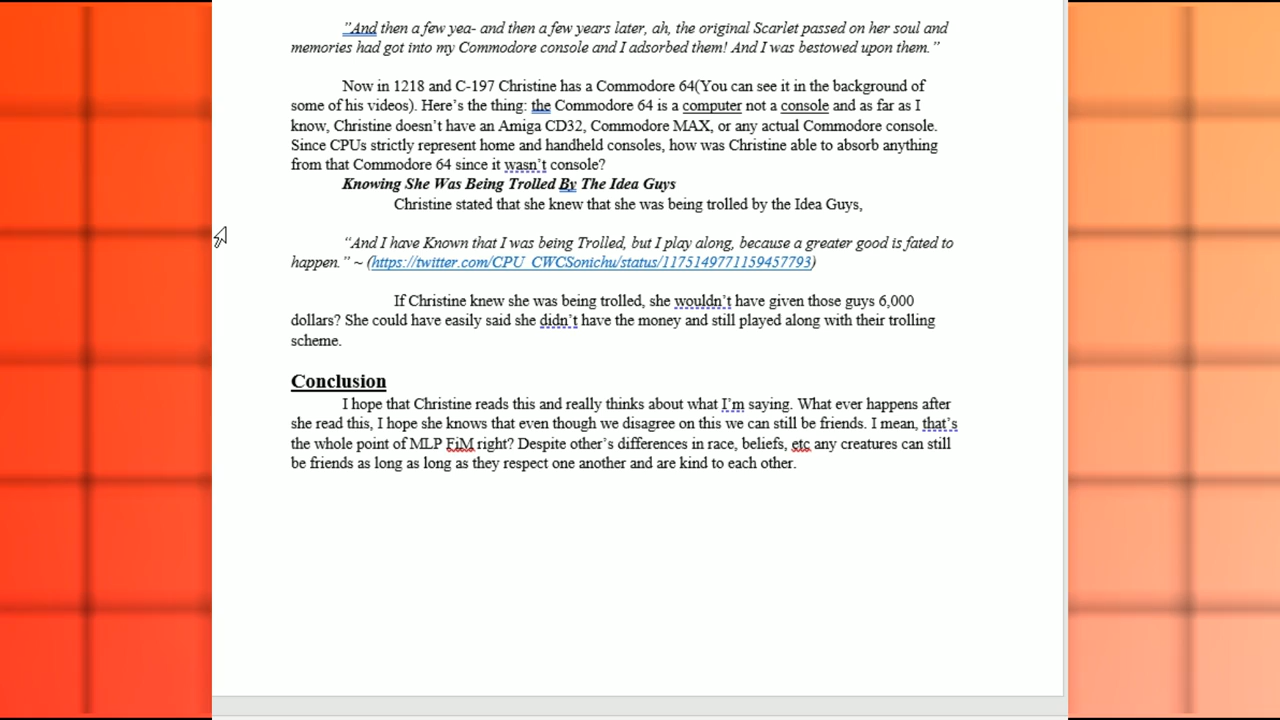 "And then a few yea- and then a few years later, ah, the original Scarlet passed on her soul and
memories had got into my Commodore console and I adsorbed them! And I was bestowed upon them."
Now in 1218 and C-197 Christine has a Commodore 64(You can see it in the background of
some of his videos). Here's the thing: the Commodore 64 is a computer not a console and as far as I
know, Christine doesn't have an Amiga CD32, Commodore MAX, or any actual Commodore console.
Since CPUs strictly represent home and handheld consoles, how was Christine able to absorb anything
from that Commodore 64 since it wasn't console?
Knowing She Was Being Trolled By The Idea Guys
Christine stated that she knew that she was being trolled by the Idea Guys,
"And I have Known that I was being Trolled, but I play along, because a greater good is fated to
happen." ~ (https://twitter.com/CPU_CWCSonichu/status/1175149771159457793)
If Christine knew she was being trolled, she wouldn't have given those guys 6,000
dollars? She could have easily said she didn't have the money and still played along with their trolling
scheme.
Conclusion
I hope that Christine reads this and really thinks about what I'm saying. What ever happens after
she read this, I hope she knows that even though we disagree on this we can still be friends. I mean, that's
the whole point of MLP FiM right? Despite other's differences in race, beliefs, etc any creatures can still
be friends as long as long as they respect one another and are kind to each other.